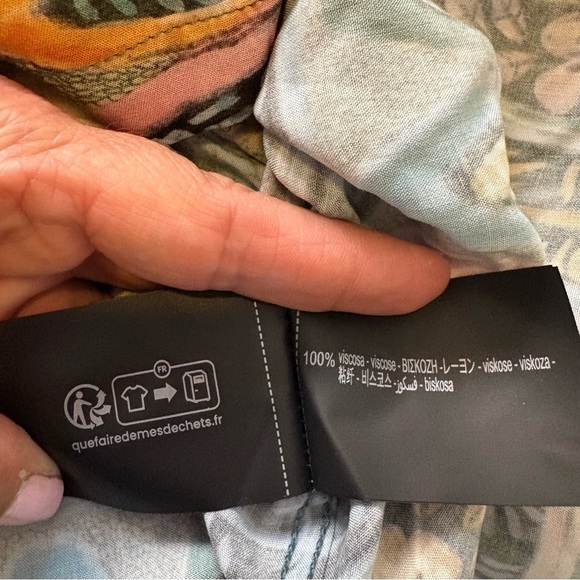 FR
quefairedemesdechets.fr
100% viscosa - viscose - ΒΙΣΚΟΖΗ -レーヨン - viskose - viskoza -
粘纤 - 비스코스 - فسكوز - biskosa